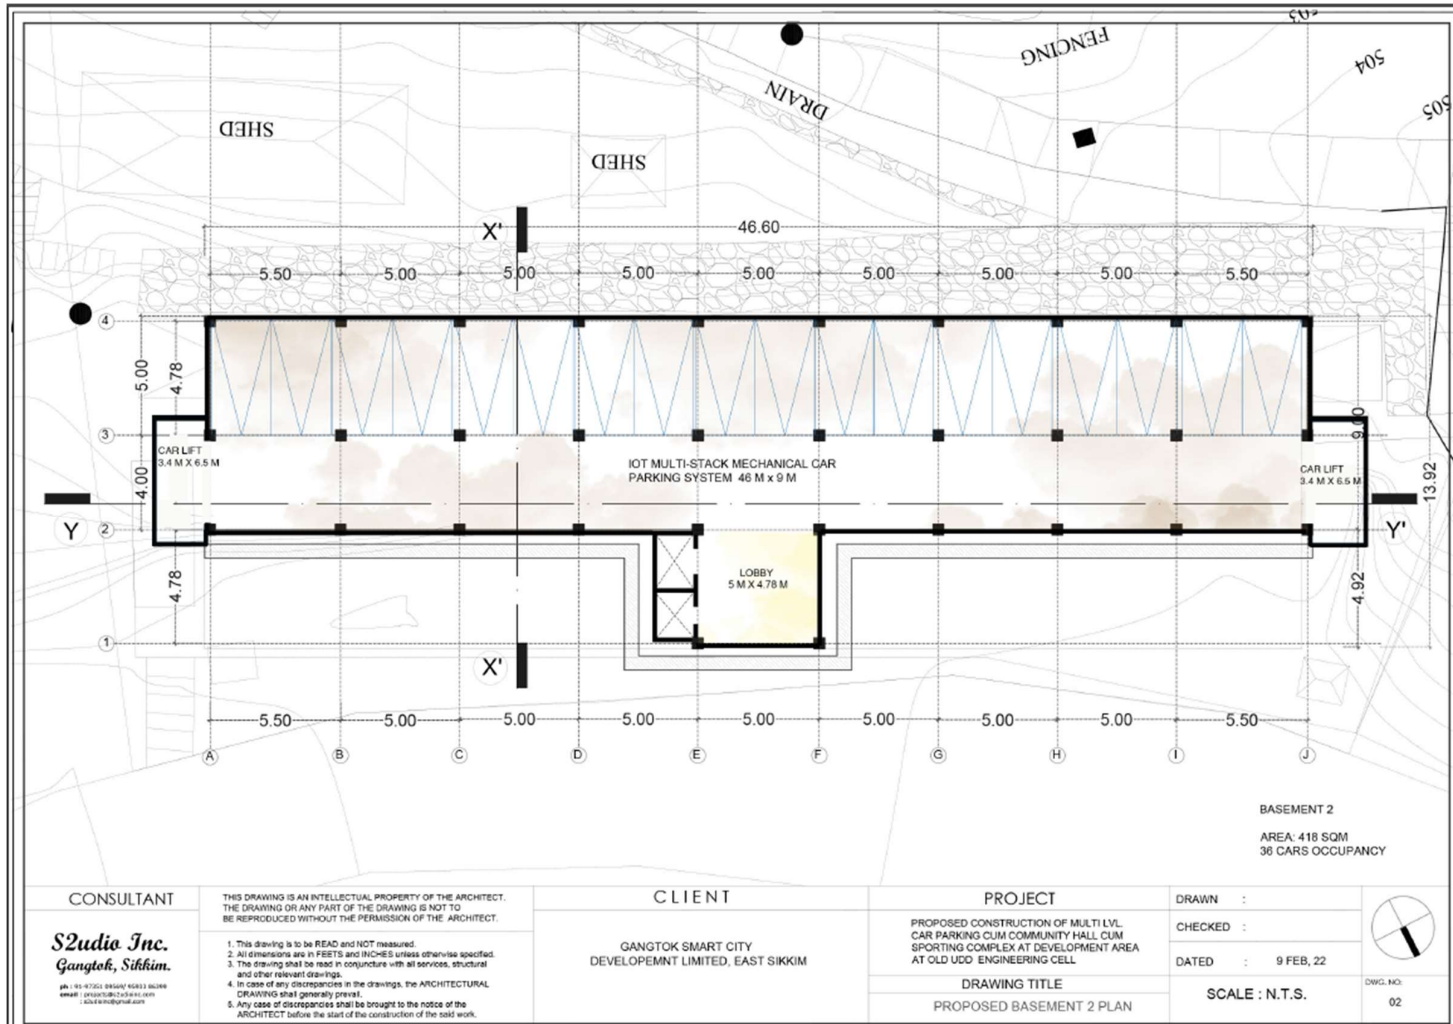 503
504
505
FENCING
DRAIN
SHED
SHED
X'
46.60
5.50 5.00 5.00 5.00 5.00 5.00 5.00 5.00 5.50
4
5.00
4.78
3
CAR LIFT
3.4 M X 6.5 M
4.00
IOT MULTI-STACK MECHANICAL CAR
PARKING SYSTEM 46 M x 9 M
9.00
CAR LIFT
3.4 M X 6.5 M
13.92
Y
2
Y'
4.78
LOBBY
5 M X 4.78 M
4.92
1
X'
5.50 5.00 5.00 5.00 5.00 5.00 5.00 5.00 5.50
A B C D E F G H I J
BASEMENT 2
AREA: 418 SQM
36 CARS OCCUPANCY
CONSULTANT
S2udio Inc.
Gangtok, Sikkim.
THIS DRAWING IS AN INTELLECTUAL PROPERTY OF THE ARCHITECT.
THE DRAWING OR ANY PART OF THE DRAWING IS NOT TO
BE REPRODUCED WITHOUT THE PERMISSION OF THE ARCHITECT.
1. This drawing is to be READ and NOT measured.
2. All dimensions are in FEETS and INCHES unless otherwise specified.
3. The drawing shall be read in conjuncture with all services, structural
and other relevant drawings.
4. In case of any discrepancies in the drawings, the ARCHITECTURAL
DRAWING shall generally prevail.
5. Any case of discrepancies shall be brought to the notice of the
ARCHITECT before the start of the construction of the said work.
CLIENT
GANGTOK SMART CITY
DEVELOPEMNT LIMITED, EAST SIKKIM
PROJECT
PROPOSED CONSTRUCTION OF MULTI LVL.
CAR PARKING CUM COMMUNITY HALL CUM
SPORTING COMPLEX AT DEVELOPMENT AREA
AT OLD UDD ENGINEERING CELL
DRAWING TITLE
PROPOSED BASEMENT 2 PLAN
DRAWN :
CHECKED :
DATED : 9 FEB, 22
SCALE : N.T.S.
DWG. NO:
02